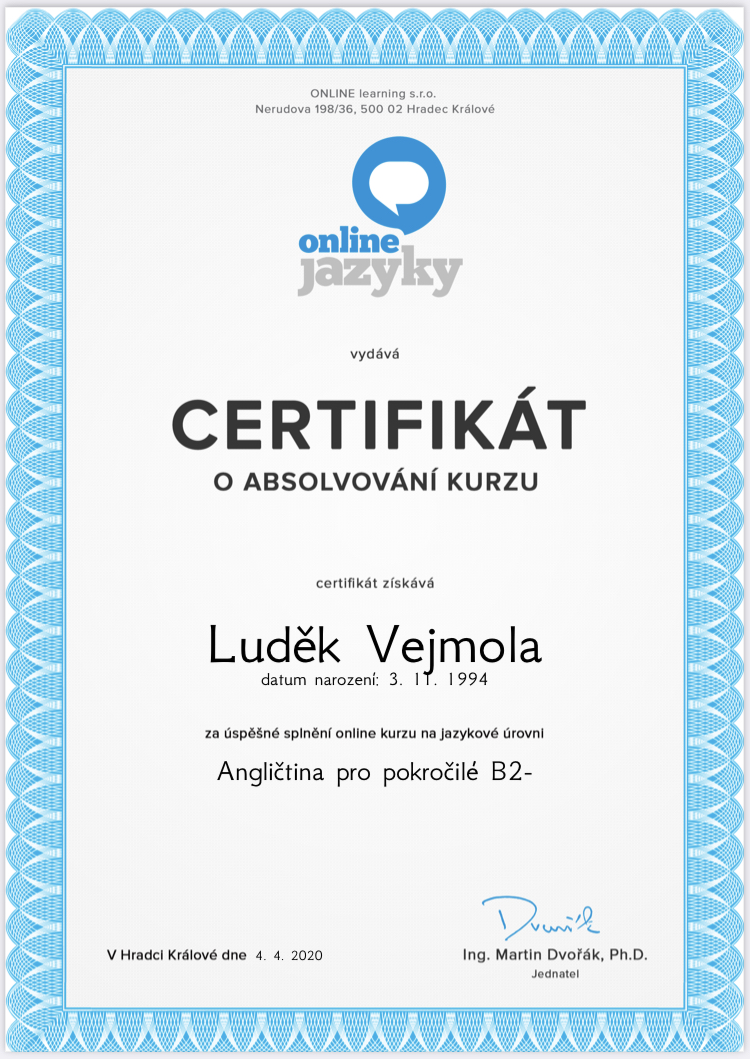 ONLINE learning s.r.o.
Nerudova 198/36, 500 02 Hradec Králové
online
jazyky
vydává
CERTIFIKÁT
O ABSOLVOVÁNÍ KURZU
certifikát získává
Luděk Vejmola
datum narození: 3. 11. 1994
za úspěšné splnění online kurzu na jazykové úrovni
Angličtina pro pokročilé B2-
Dvořák
V Hradci Králové dne 4. 4. 2020
Ing. Martin Dvořák, Ph.D.
Jednatel